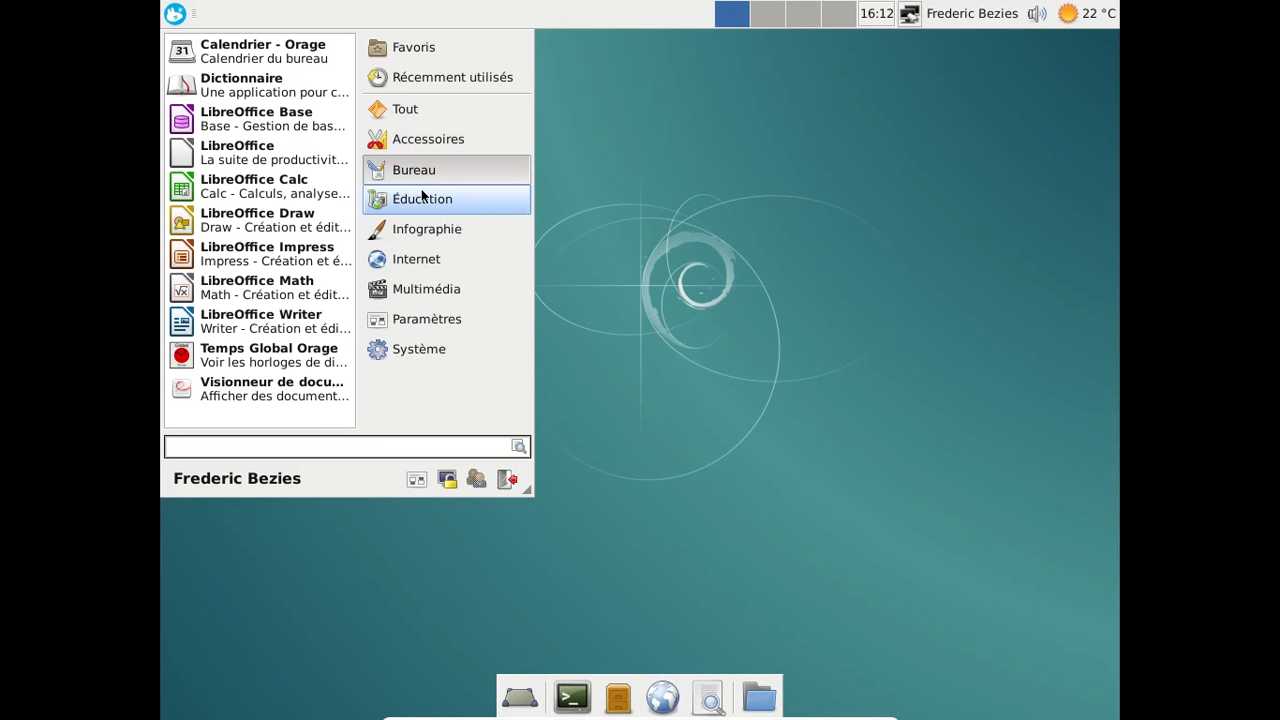 16:12
Frederic Bezies
22 °C
31
Calendrier - Orage
Calendrier du bureau
Dictionnaire
Une application pour c...
LibreOffice Base
Base - Gestion de bas...
LibreOffice
La suite de productivit...
LibreOffice Calc
Calc - Calculs, analyse...
LibreOffice Draw
Draw - Création et édit...
LibreOffice Impress
Impress - Création et é...
LibreOffice Math
Math - Création et édit...
LibreOffice Writer
Writer - Création et édi...
Temps Global Orage
Voir les horloges de di...
Visionneur de docu...
Afficher des document...
Favoris
Récemment utilisés
Tout
Accessoires
Bureau
Éducation
Infographie
Internet
Multimédia
Paramètres
Système
Frederic Bezies